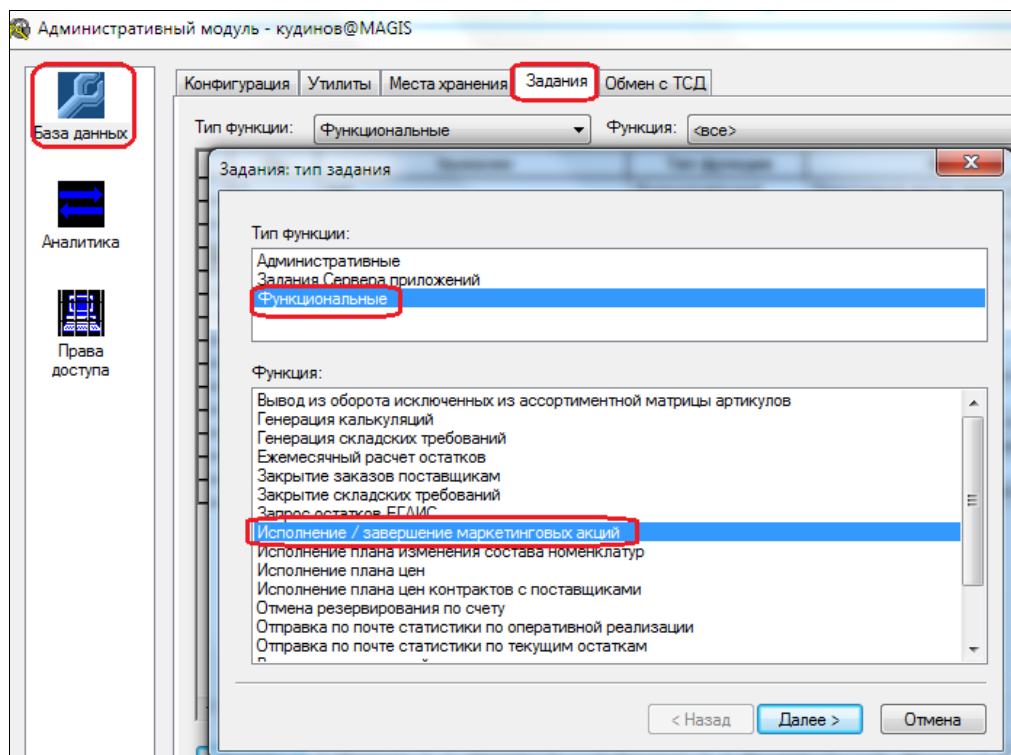 Административный модуль - кудинов@MAGIS
База данных
Аналитика
Права
доступа
Конфигурация Утилиты Места хранения Задания Обмен с ТСД
Тип функции: Функциональные Функция: <все>
Задания: тип задания
Тип функции:
Административные
Задания Сервера приложений
Функциональные
Функция:
Вывод из оборота исключенных из ассортиментной матрицы артикулов
Генерация калькуляций
Генерация складских требований
Ежемесячный расчет остатков
Закрытие заказов поставщикам
Закрытие складских требований
Запрос остатков ЕГАИС
Исполнение / завершение маркетинговых акций
Исполнение плана изменения состава номенклатур
Исполнение плана цен
Исполнение плана цен контрактов с поставщиками
Отмена резервирования по счету
Отправка по почте статистики по оперативной реализации
Отправка по почте статистики по текущим остаткам
< Назад Далее > Отмена